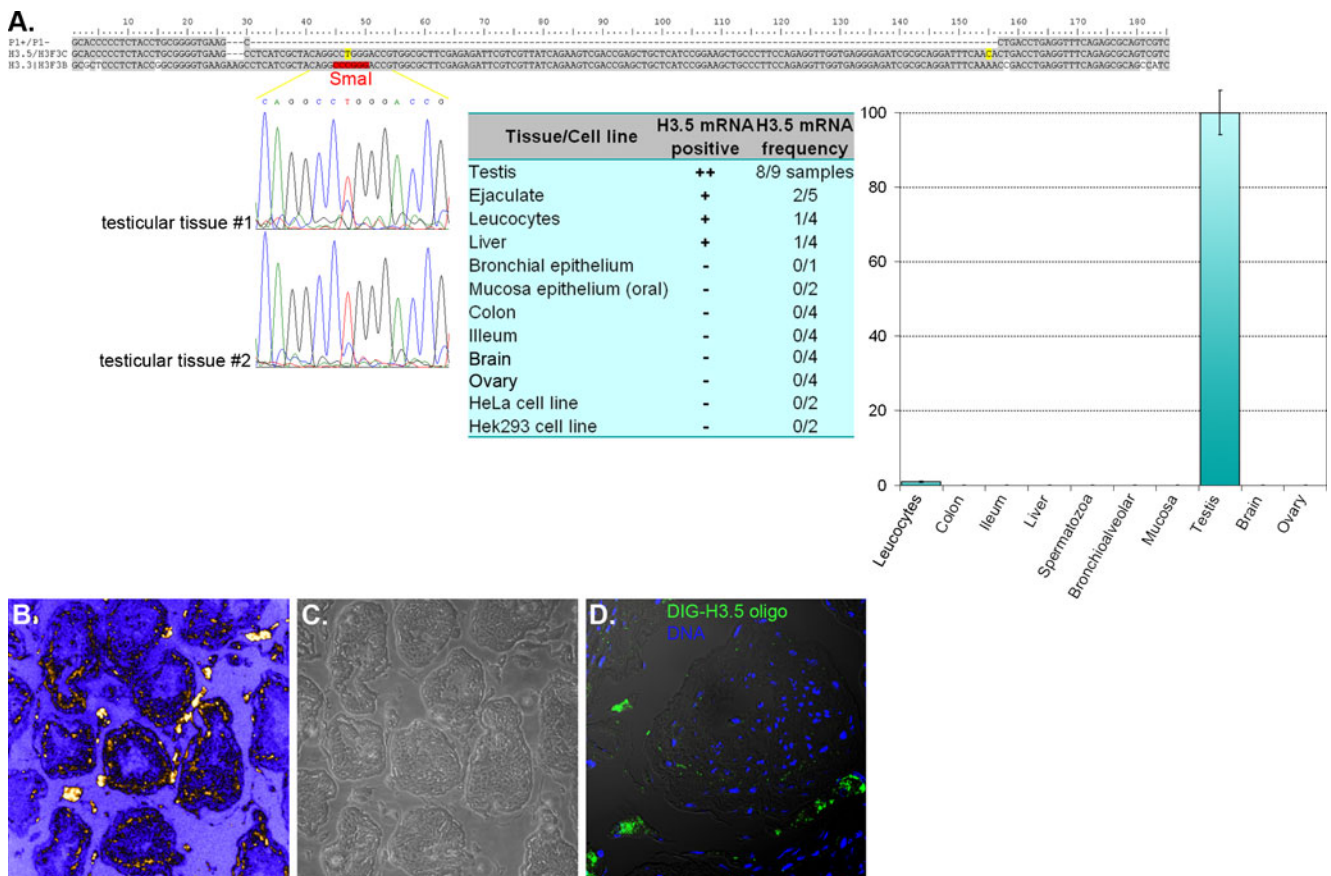 A.
10 20 30 40 50 60 70 80 90 100 110 120 130 140 150 160 170 180
P1+/P1- GCACCCCCTCTACCTGCGGGGTGAAG---C------------------------------------------------------------------------------------------------------------------------------CTGACCTGAGGTTTCAGAGCGCAGTCGTC
H3.5/H3F3C GCACCCCCTCTACCTGCGGGGTGAAG---CCTCATCGCTACAGGCCTGGGACCGTGGCGCTTCGAGAGATTCGTCGTTATCAGAAGTCGACCGAGCTGCTCATCCGGAAGCTGCCCTTCCAGAGGTTGGTGAGGGAGATCGCGCAGGATTTCAACACTGACCTGAGGTTTCAGAGCGCAGTCGTC
H3.3(H3F3B GCGCTCCCTCTACCGGCGGGGTGAAGAAGCCTCATCGCTACAGGCCCGGGACCGTGGCGCTTCGAGAGATTCGTCGTTATCAGAAGTCGACCGAGCTGCTCATCCGGAAGCTGCCCTTCCAGAGGTTGGTGAGGGAGATCGCGCAGGATTTCAAAACCGACCTGAGGTTTCAGAGCGCAGCCATC
SmaI
C A G G C C T G G G A C C G
testicular tissue #1
testicular tissue #2
Tissue/Cell line H3.5 mRNA positive H3.5 mRNA frequency
Testis ++ 8/9 samples
Ejaculate + 2/5
Leucocytes + 1/4
Liver + 1/4
Bronchial epithelium - 0/1
Mucosa epithelium (oral) - 0/2
Colon - 0/4
Illeum - 0/4
Brain - 0/4
Ovary - 0/4
HeLa cell line - 0/2
Hek293 cell line - 0/2
100
80
60
40
20
0
Leucocytes
Colon
Ileum
Liver
Spermatozoa
Bronchioalveolar
Mucosa
Testis
Brain
Ovary
B.
C.
D.
DIG-H3.5 oligo
DNA